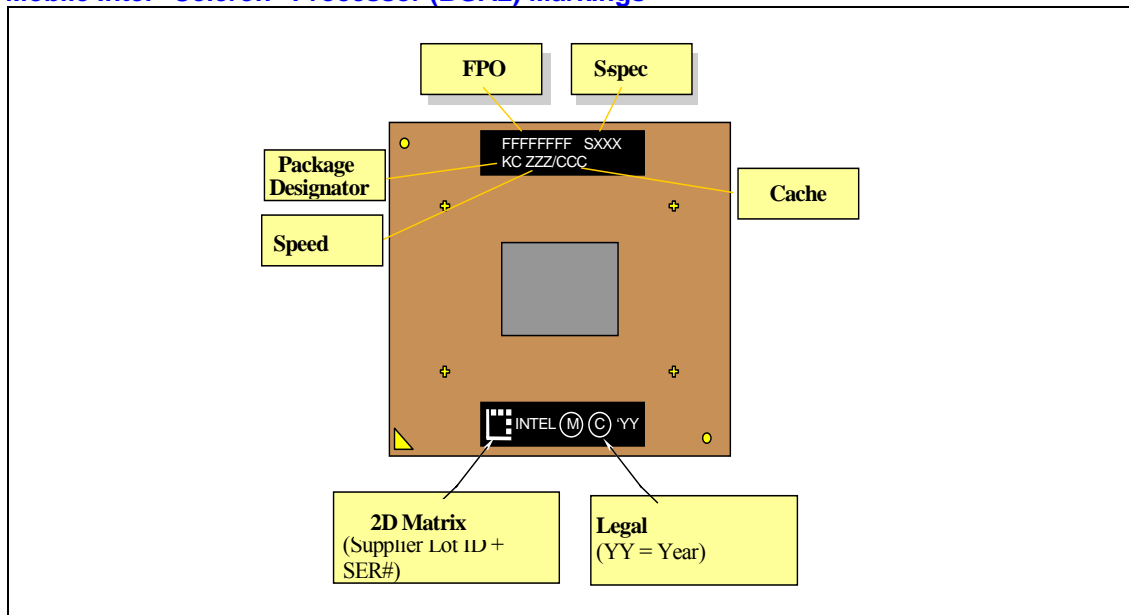 Mobile Intel® Celeron® Processor (BGA2) Markings
FPO
S-spec
FFFFFFFF SXXX
KC ZZZ/CCC
Package
Designator
Cache
Speed
INTEL M C 'YY
2D Matrix
(Supplier Lot ID +
SER#)
Legal
(YY = Year)